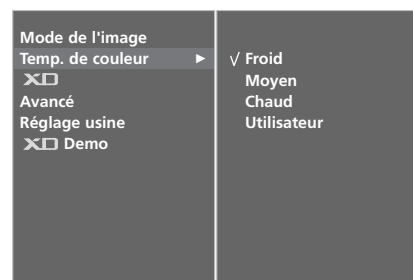 Mode de l'image
Temp. de couleur ►
XD
Avancé
Réglage usine
XD Demo
√ Froid
Moyen
Chaud
Utilisateur